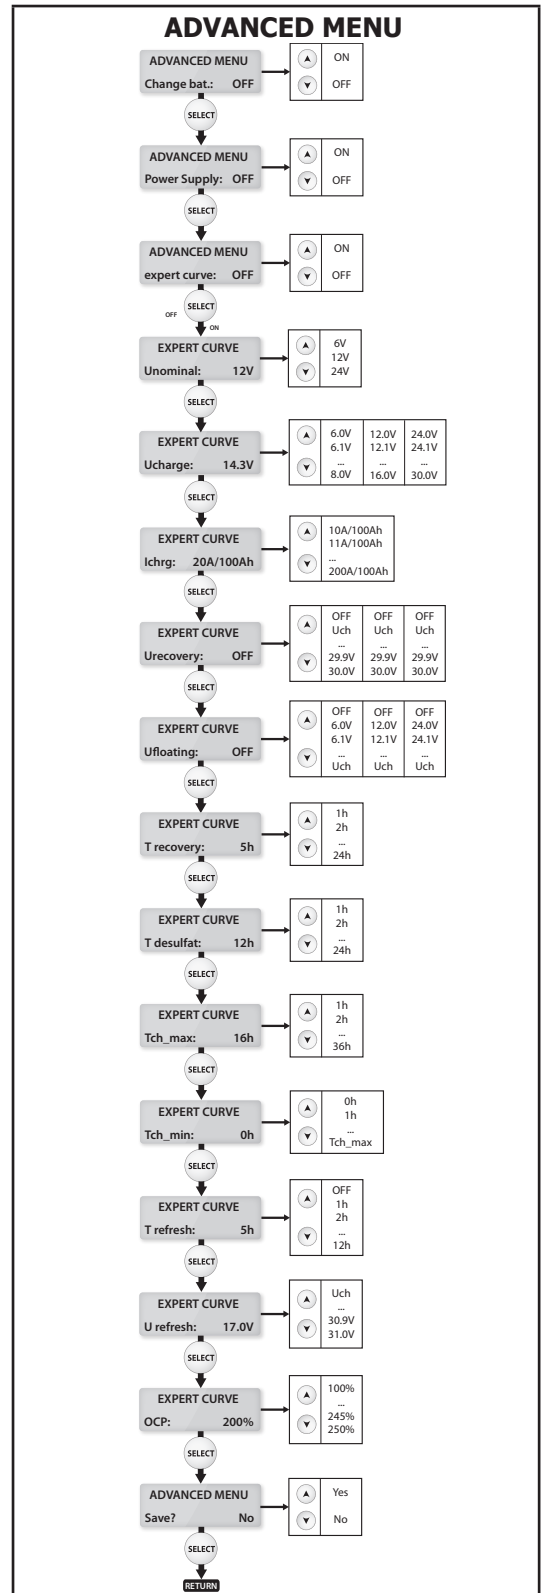 ADVANCED MENU
ADVANCED MENU
Change bat.: OFF
ON
OFF
SELECT
ADVANCED MENU
Power Supply: OFF
ON
OFF
SELECT
ADVANCED MENU
expert curve: OFF
ON
OFF
SELECT
OFF
ON
EXPERT CURVE
Unominal: 12V
6V
12V
24V
SELECT
EXPERT CURVE
Ucharge: 14.3V
6.0V 12.0V 24.0V
6.1V 12.1V 24.1V
... ... ...
8.0V 16.0V 30.0V
SELECT
EXPERT CURVE
Ichrg: 20A/100Ah
10A/100Ah
11A/100Ah
...
200A/100Ah
SELECT
EXPERT CURVE
Urecovery: OFF
OFF OFF OFF
Uch Uch Uch
... ... ...
29.9V 29.9V 29.9V
30.0V 30.0V 30.0V
SELECT
EXPERT CURVE
Ufloating: OFF
OFF OFF OFF
6.0V 12.0V 24.0V
6.1V 12.1V 24.1V
... ... ...
Uch Uch Uch
SELECT
EXPERT CURVE
T recovery: 5h
1h
2h
...
24h
SELECT
EXPERT CURVE
T desulfat: 12h
1h
2h
...
24h
SELECT
EXPERT CURVE
Tch_max: 16h
1h
2h
...
36h
SELECT
EXPERT CURVE
Tch_min: 0h
0h
1h
...
Tch_max
SELECT
EXPERT CURVE
T refresh: 5h
OFF
1h
2h
...
12h
SELECT
EXPERT CURVE
U refresh: 17.0V
Uch
...
30.9V
31.0V
SELECT
EXPERT CURVE
OCP: 200%
100%
...
245%
250%
SELECT
ADVANCED MENU
Save? No
Yes
No
SELECT
RETURN